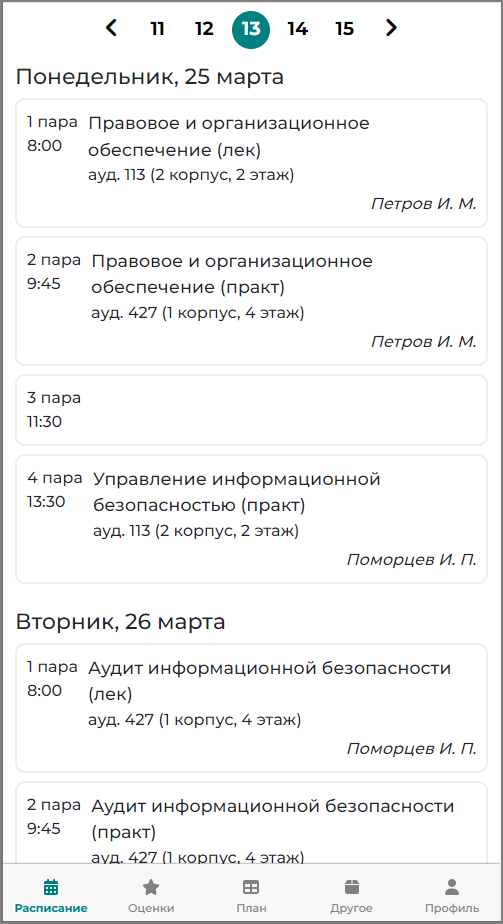 11 12 13 14 15
Понедельник, 25 марта
1 пара
8:00
Правовое и организационное
обеспечение (лек)
ауд. 113 (2 корпус, 2 этаж)
Петров И. М.
2 пара
9:45
Правовое и организационное
обеспечение (практ)
ауд. 427 (1 корпус, 4 этаж)
Петров И. М.
3 пара
11:30
4 пара
13:30
Управление информационной
безопасностью (практ)
ауд. 113 (2 корпус, 2 этаж)
Поморцев И. П.
Вторник, 26 марта
1 пара
8:00
Аудит информационной безопасности
(лек)
ауд. 427 (1 корпус, 4 этаж)
Поморцев И. П.
2 пара
9:45
Аудит информационной безопасности
(практ)
ауд. 427 (1 корпус, 4 этаж)
Расписание Оценки План Другое Профиль